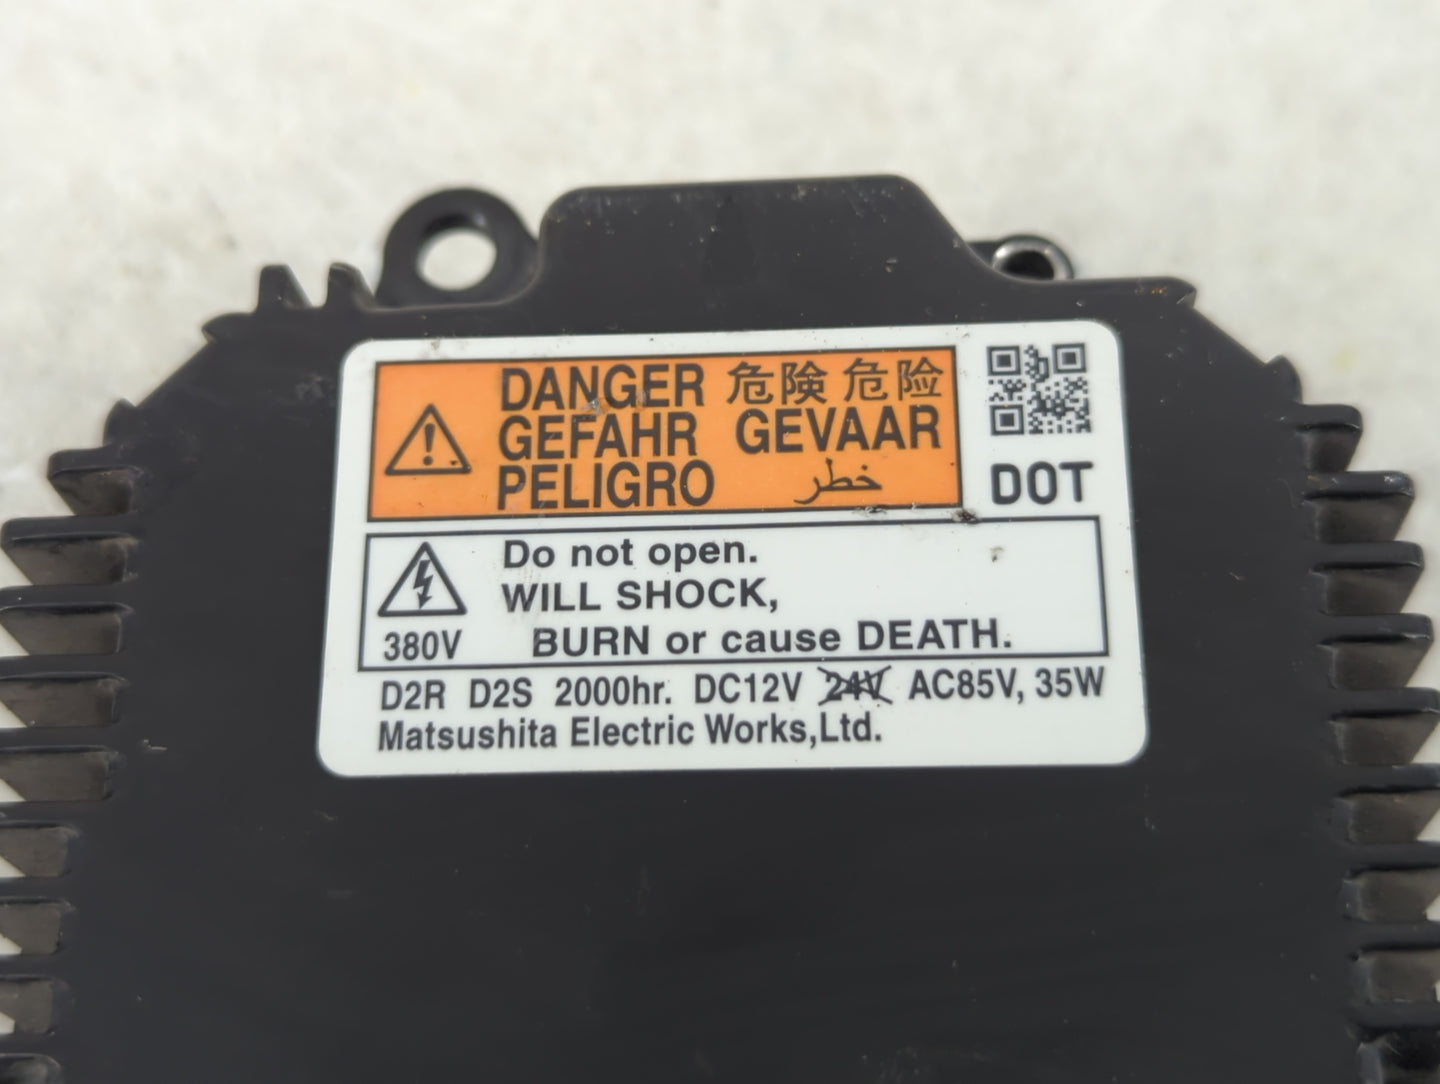 DANGER 危険 危险
GEFAHR GEVAAR
PELIGRO خطر
DOT
Do not open.
WILL SHOCK,
380V BURN or cause DEATH.
D2R D2S 2000hr. DC12V 24V AC85V, 35W
Matsushita Electric Works,Ltd.